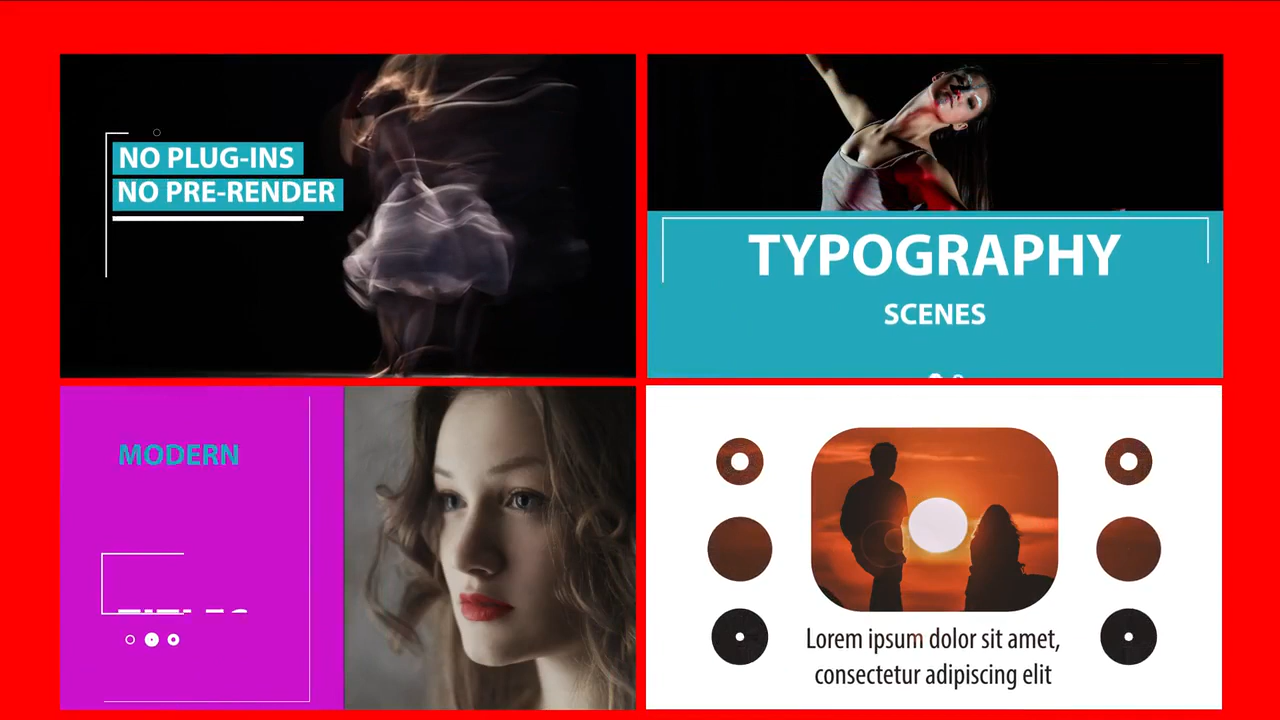 NO PLUG-INS
NO PRE-RENDER
TYPOGRAPHY
SCENES
MODERN
Lorem ipsum dolor sit amet,
consectetur adipiscing elit